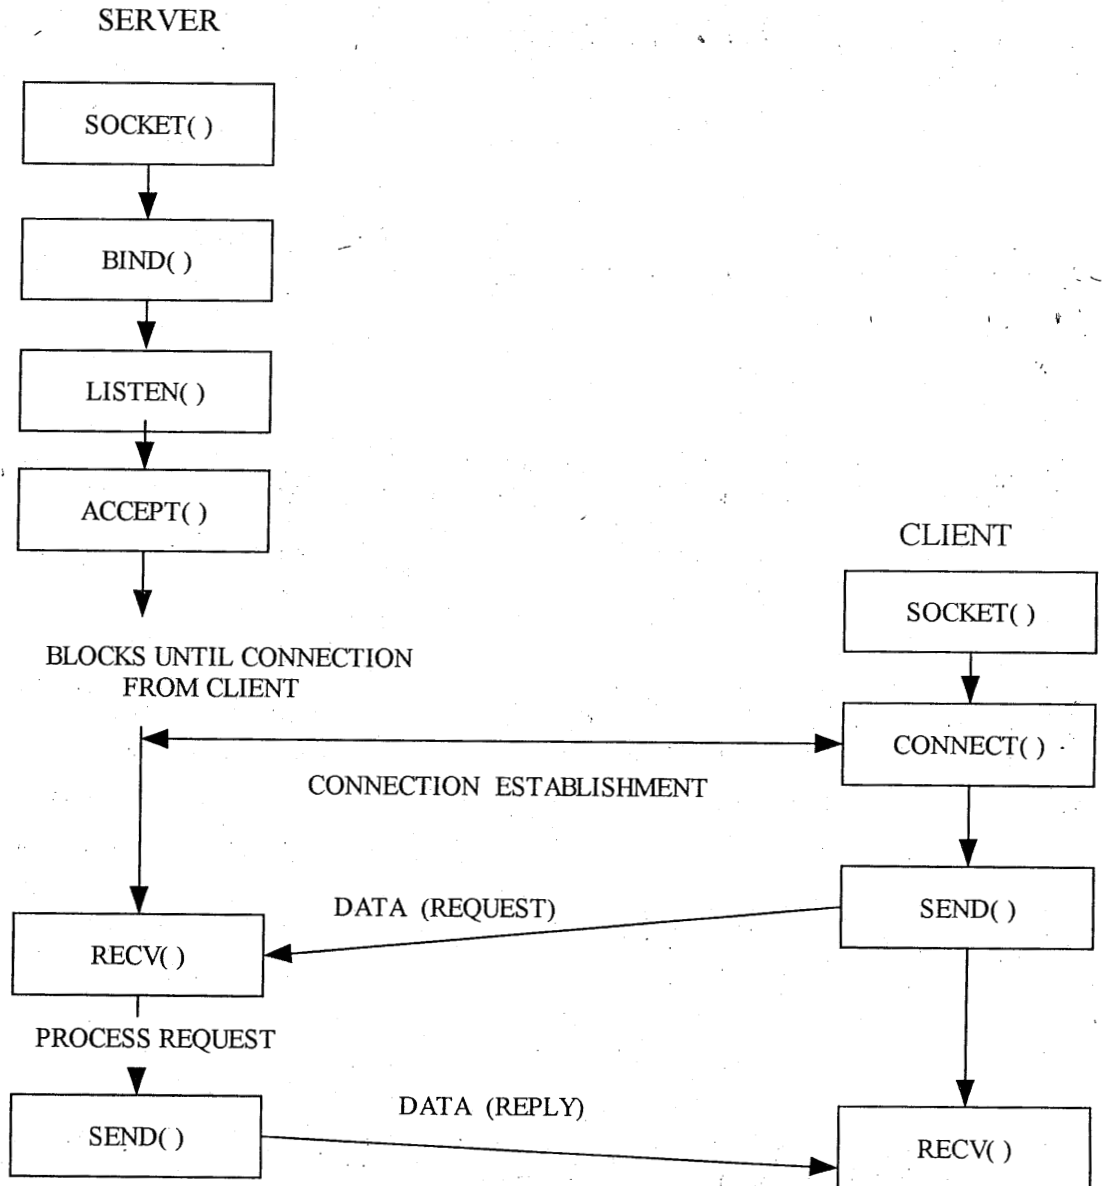 SERVER
SOCKET( )
BIND( )
LISTEN( )
ACCEPT( )
BLOCKS UNTIL CONNECTION
FROM CLIENT
CLIENT
SOCKET( )
CONNECT( )
CONNECTION ESTABLISHMENT
SEND( )
DATA (REQUEST)
RECV( )
PROCESS REQUEST
SEND( )
DATA (REPLY)
RECV( )